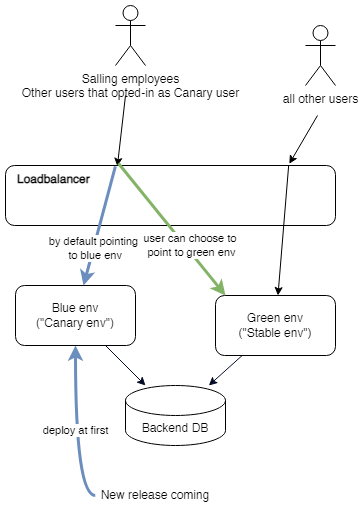 Salling employees
Other users that opted-in as Canary user
all other users
Loadbalancer
by default pointing
to blue env
user can choose to
point to green env
Blue env
("Canary env")
Green env
("Stable env")
Backend DB
deploy at first
New release coming